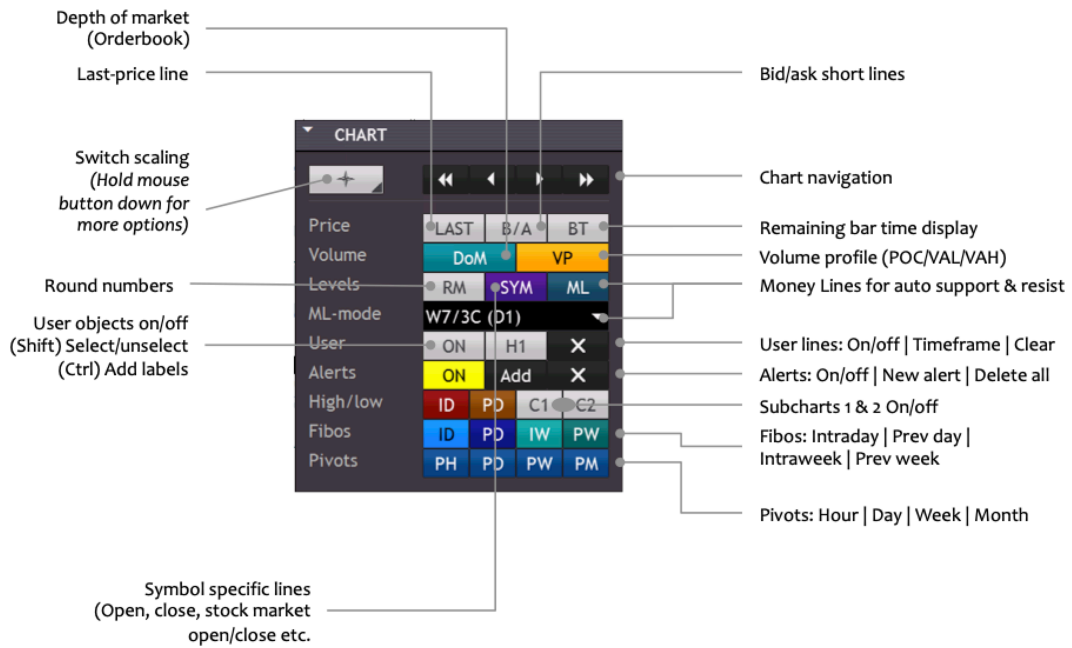 Depth of market
(Orderbook)
Last-price line
Bid/ask short lines
CHART
Switch scaling
(Hold mouse
button down for
more options)
Chart navigation
Price LAST B/A BT
Remaining bar time display
Volume DoM VP
Volume profile (POC/VAL/VAH)
Levels RM SYM ML
Round numbers
Money Lines for auto support & resist
ML-mode W7/3C (D1)
User objects on/off
(Shift) Select/unselect
(Ctrl) Add labels
User ON H1 X
User lines: On/off | Timeframe | Clear
Alerts ON Add X
Alerts: On/off | New alert | Delete all
High/low ID PD C1 C2
Subcharts 1 & 2 On/off
Fibos ID PD IW PW
Fibos: Intraday | Prev day |
Intraweek | Prev week
Pivots PH PD PW PM
Pivots: Hour | Day | Week | Month
Symbol specific lines
(Open, close, stock market
open/close etc.